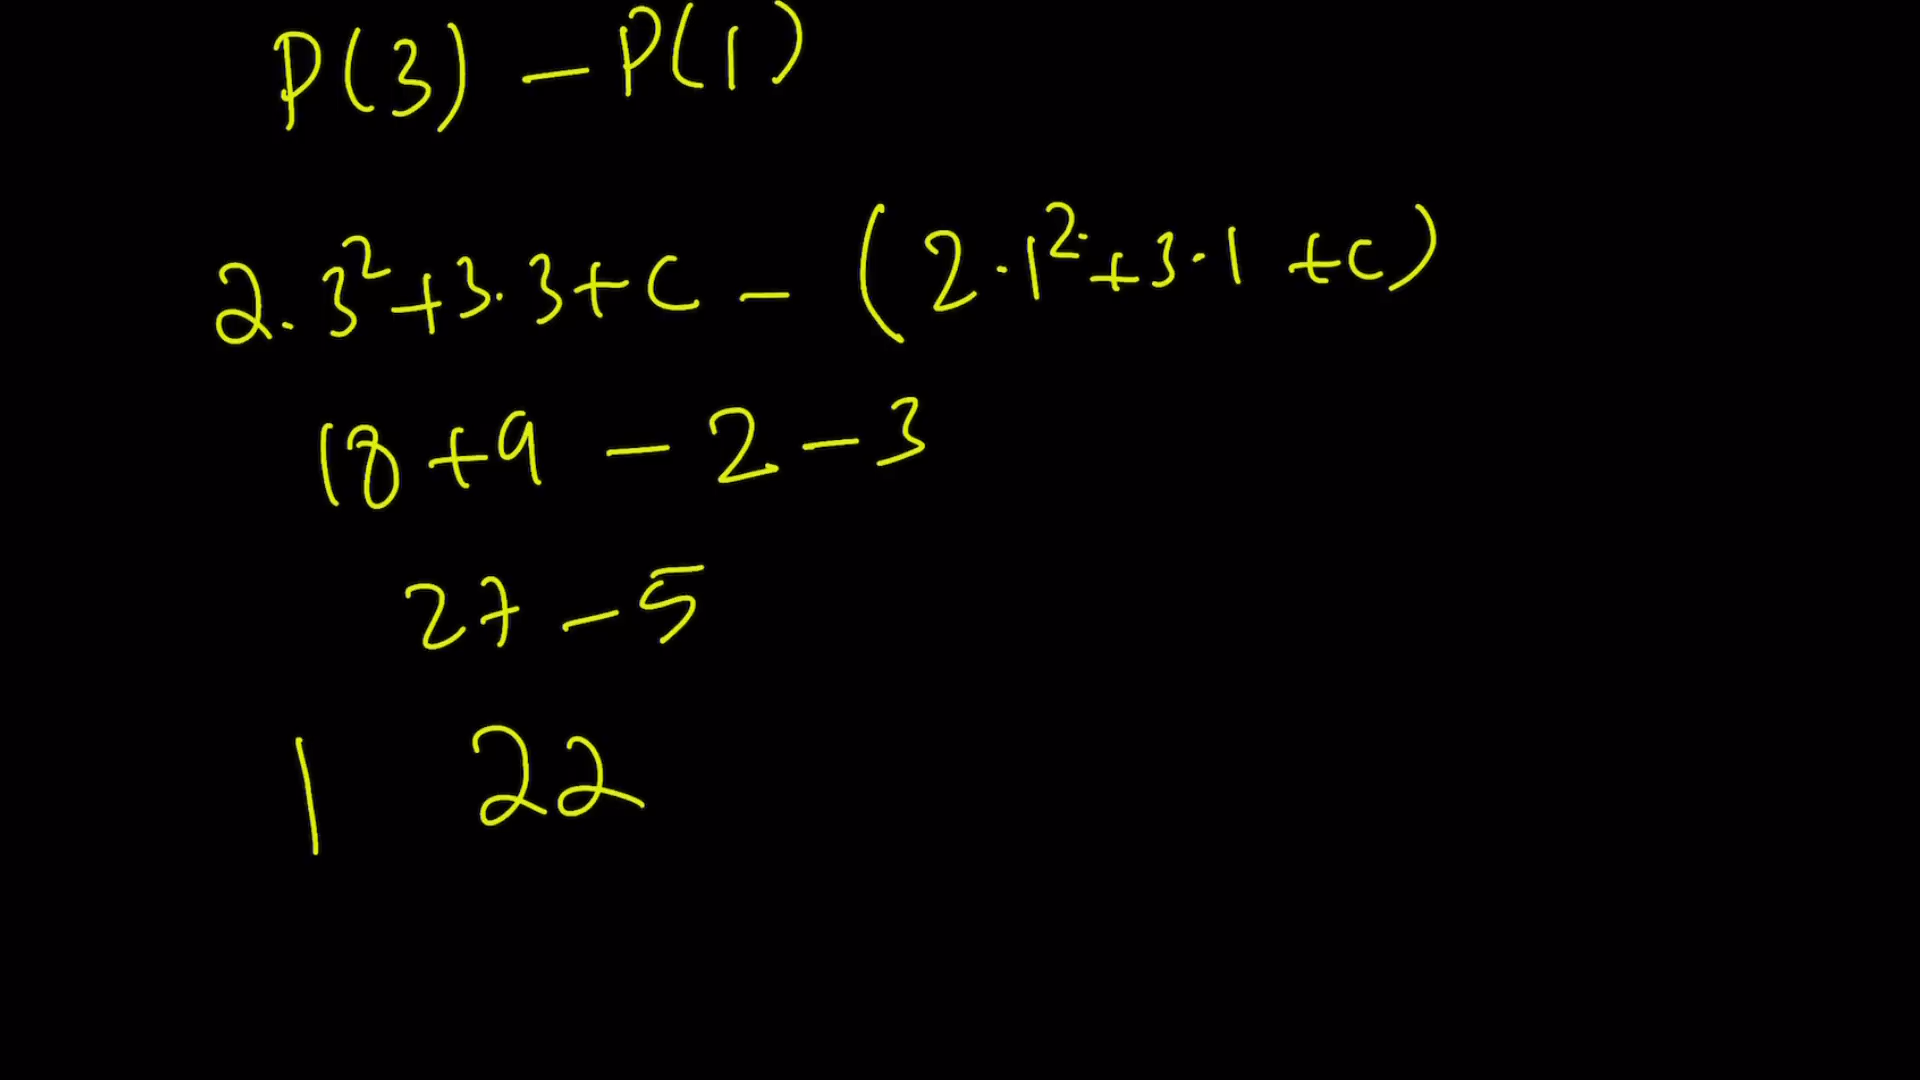 P(3) - P(1)
2.3²+3.3+c - (2·1²+3·1+c)
18+9 - 2 - 3
27 - 5
| 22